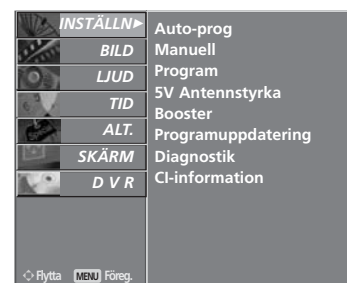 INSTÄLLN►
BILD
LJUD
TID
ALT.
SKÄRM
D V R
Auto-prog
Manuell
Program
5V Antennstyrka
Booster
Programuppdatering
Diagnostik
CI-information
Flytta MENU Föreg.